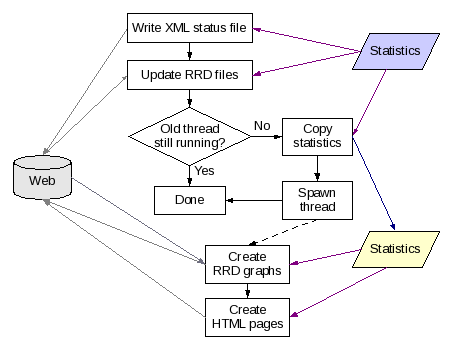 Write XML status file
Statistics
Update RRD files
Old thread
still running?
No
Copy
statistics
Yes
Web
Done
Spawn
thread
Create
RRD graphs
Statistics
Create
HTML pages